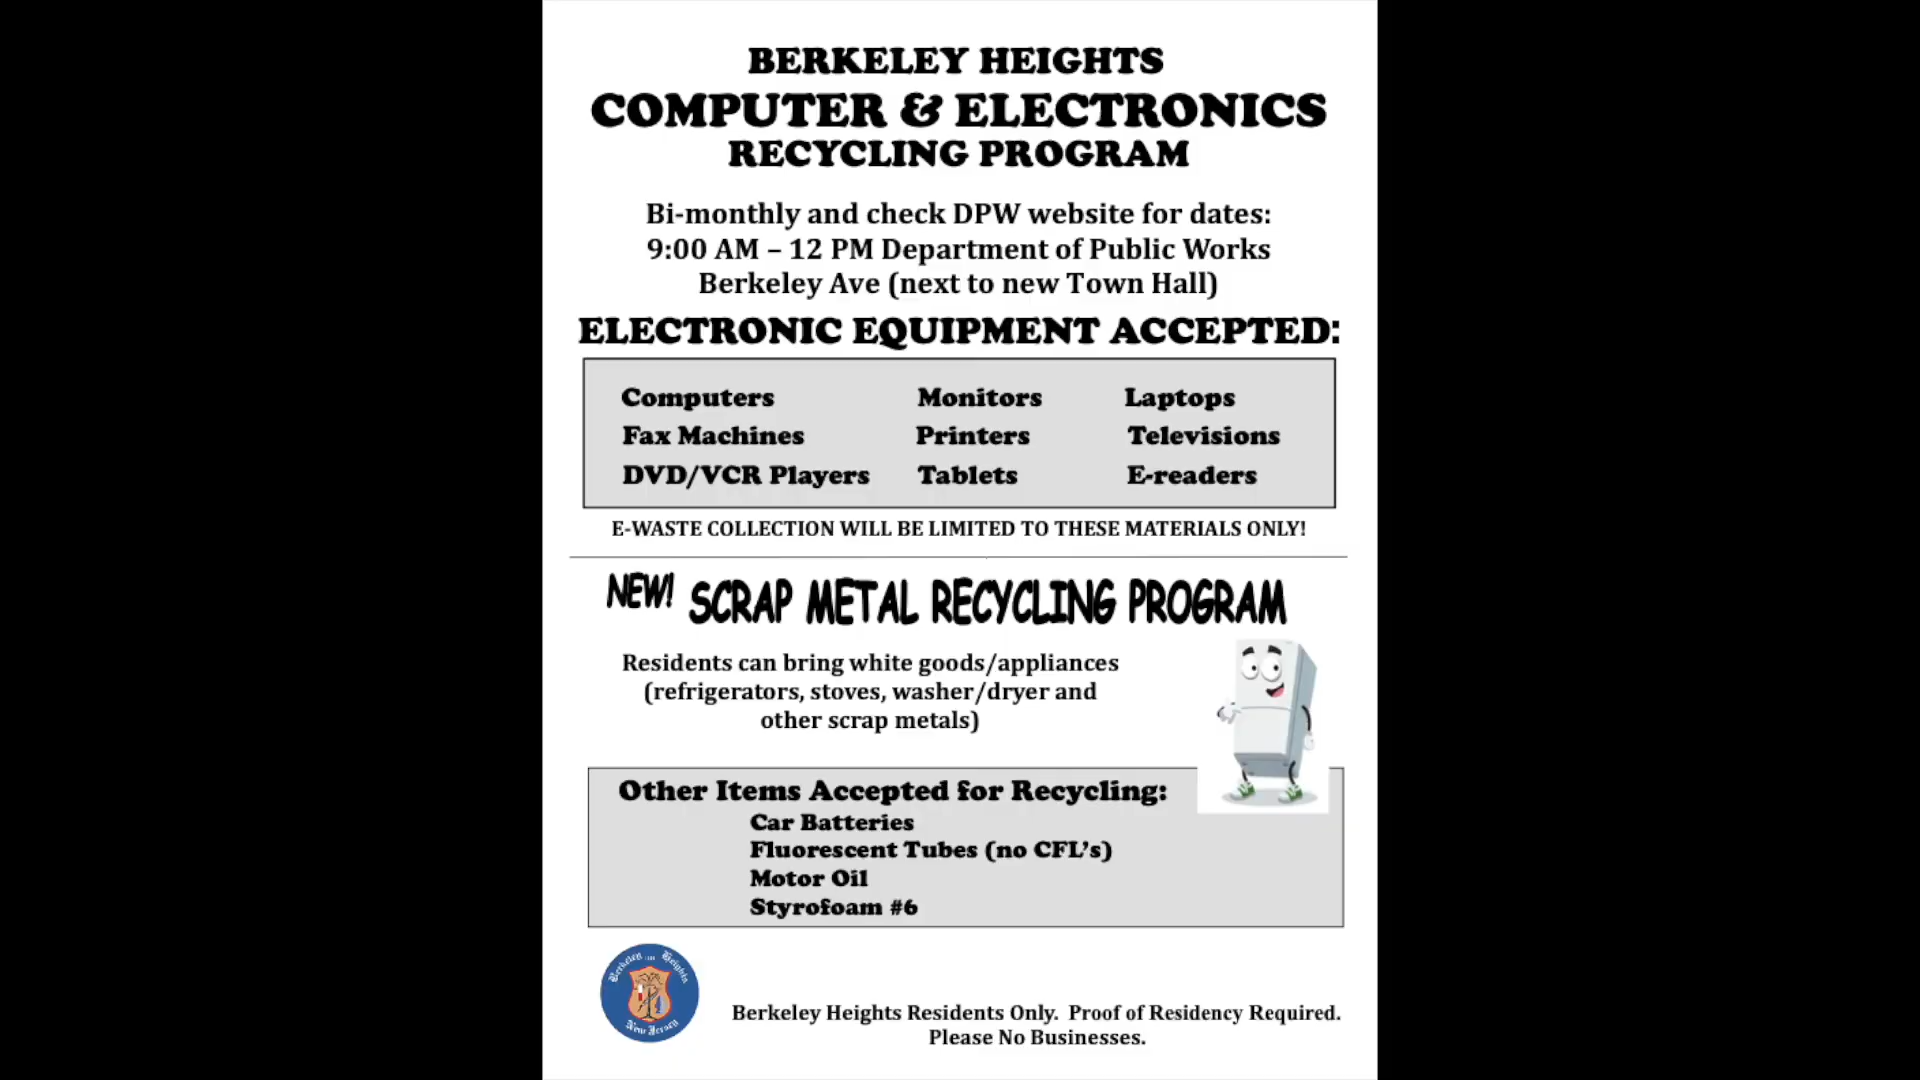 BERKELEY HEIGHTS
COMPUTER & ELECTRONICS
RECYCLING PROGRAM
Bi-monthly and check DPW website for dates:
9:00 AM – 12 PM Department of Public Works
Berkeley Ave (next to new Town Hall)
ELECTRONIC EQUIPMENT ACCEPTED:
Computers Monitors Laptops
Fax Machines Printers Televisions
DVD/VCR Players Tablets E-readers
E-WASTE COLLECTION WILL BE LIMITED TO THESE MATERIALS ONLY!
NEW! SCRAP METAL RECYCLING PROGRAM
Residents can bring white goods/appliances
(refrigerators, stoves, washer/dryer and
other scrap metals)
Other Items Accepted for Recycling:
Car Batteries
Fluorescent Tubes (no CFL’s)
Motor Oil
Styrofoam #6
Berkeley Heights
New Jersey
Berkeley Heights Residents Only. Proof of Residency Required.
Please No Businesses.